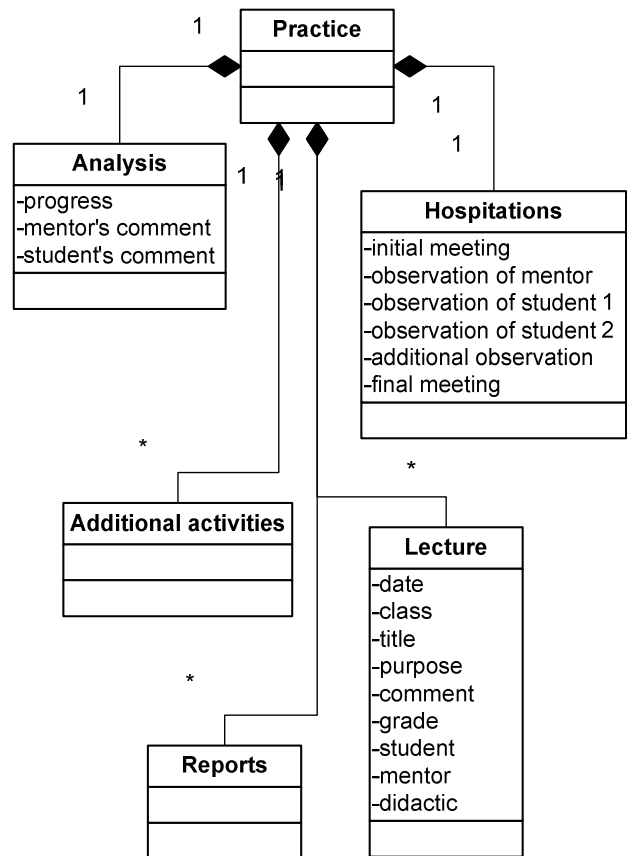 Practice
1
1
1
1
Analysis
-progress
-mentor's comment
-student's comment
1
1
1
Hospitations
-initial meeting
-observation of mentor
-observation of student 1
-observation of student 2
-additional observation
-final meeting
*
Additional activities
*
Lecture
-date
-class
-title
-purpose
-comment
-grade
-student
-mentor
-didactic
*
Reports